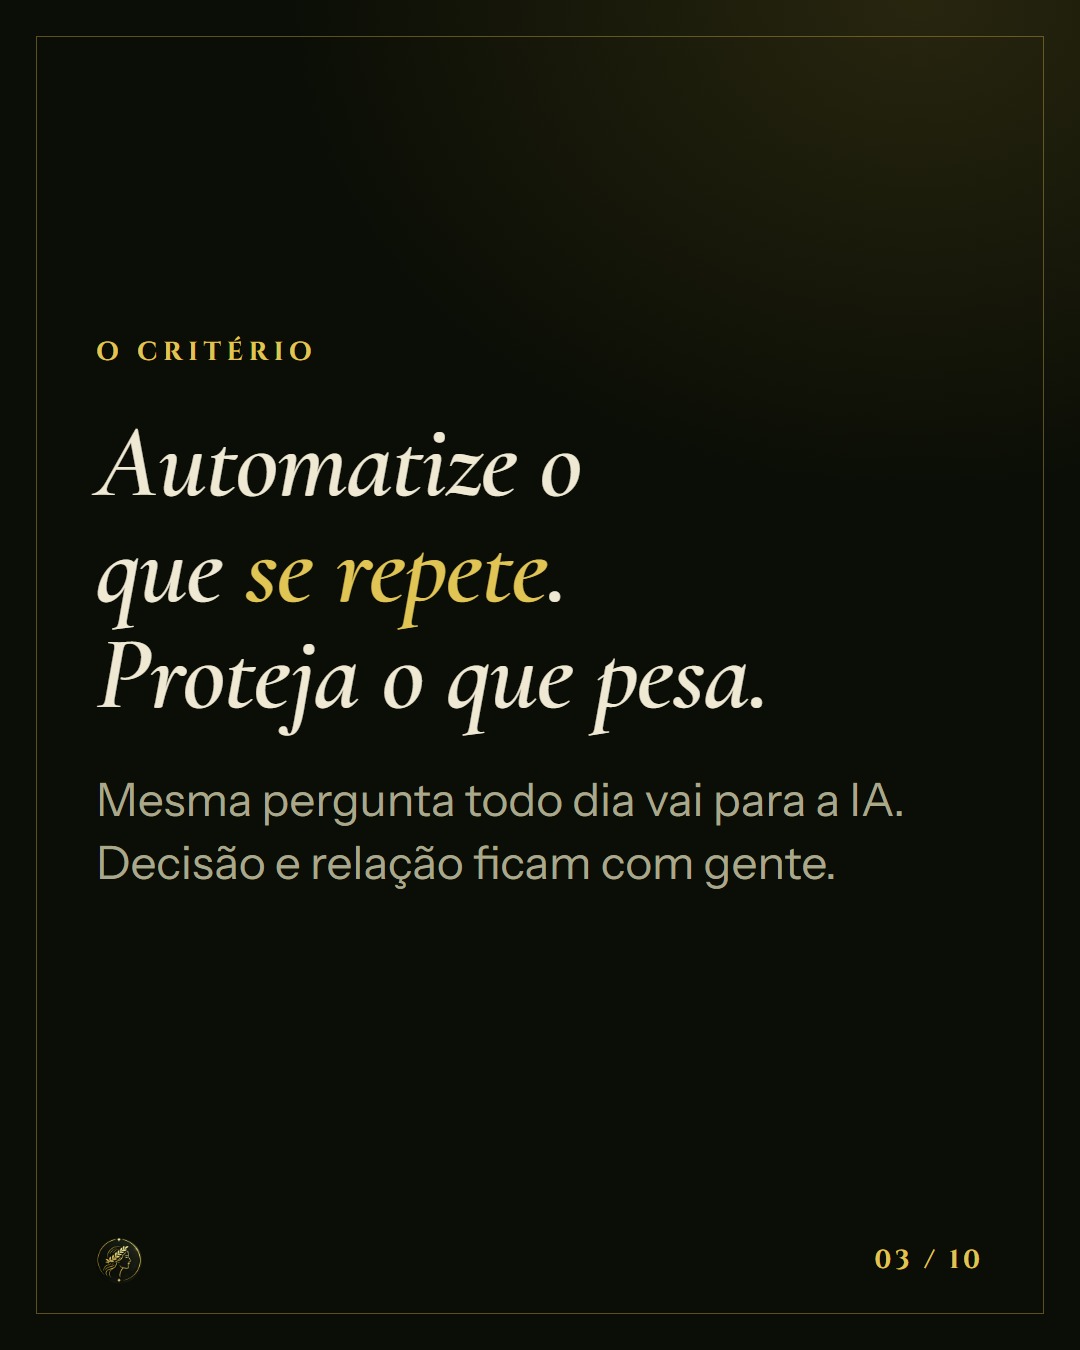 O CRITÉRIO
Automatize o
que se repete.
Proteja o que pesa.
Mesma pergunta todo dia vai para a IA.
Decisão e relação ficam com gente.
03 / 10